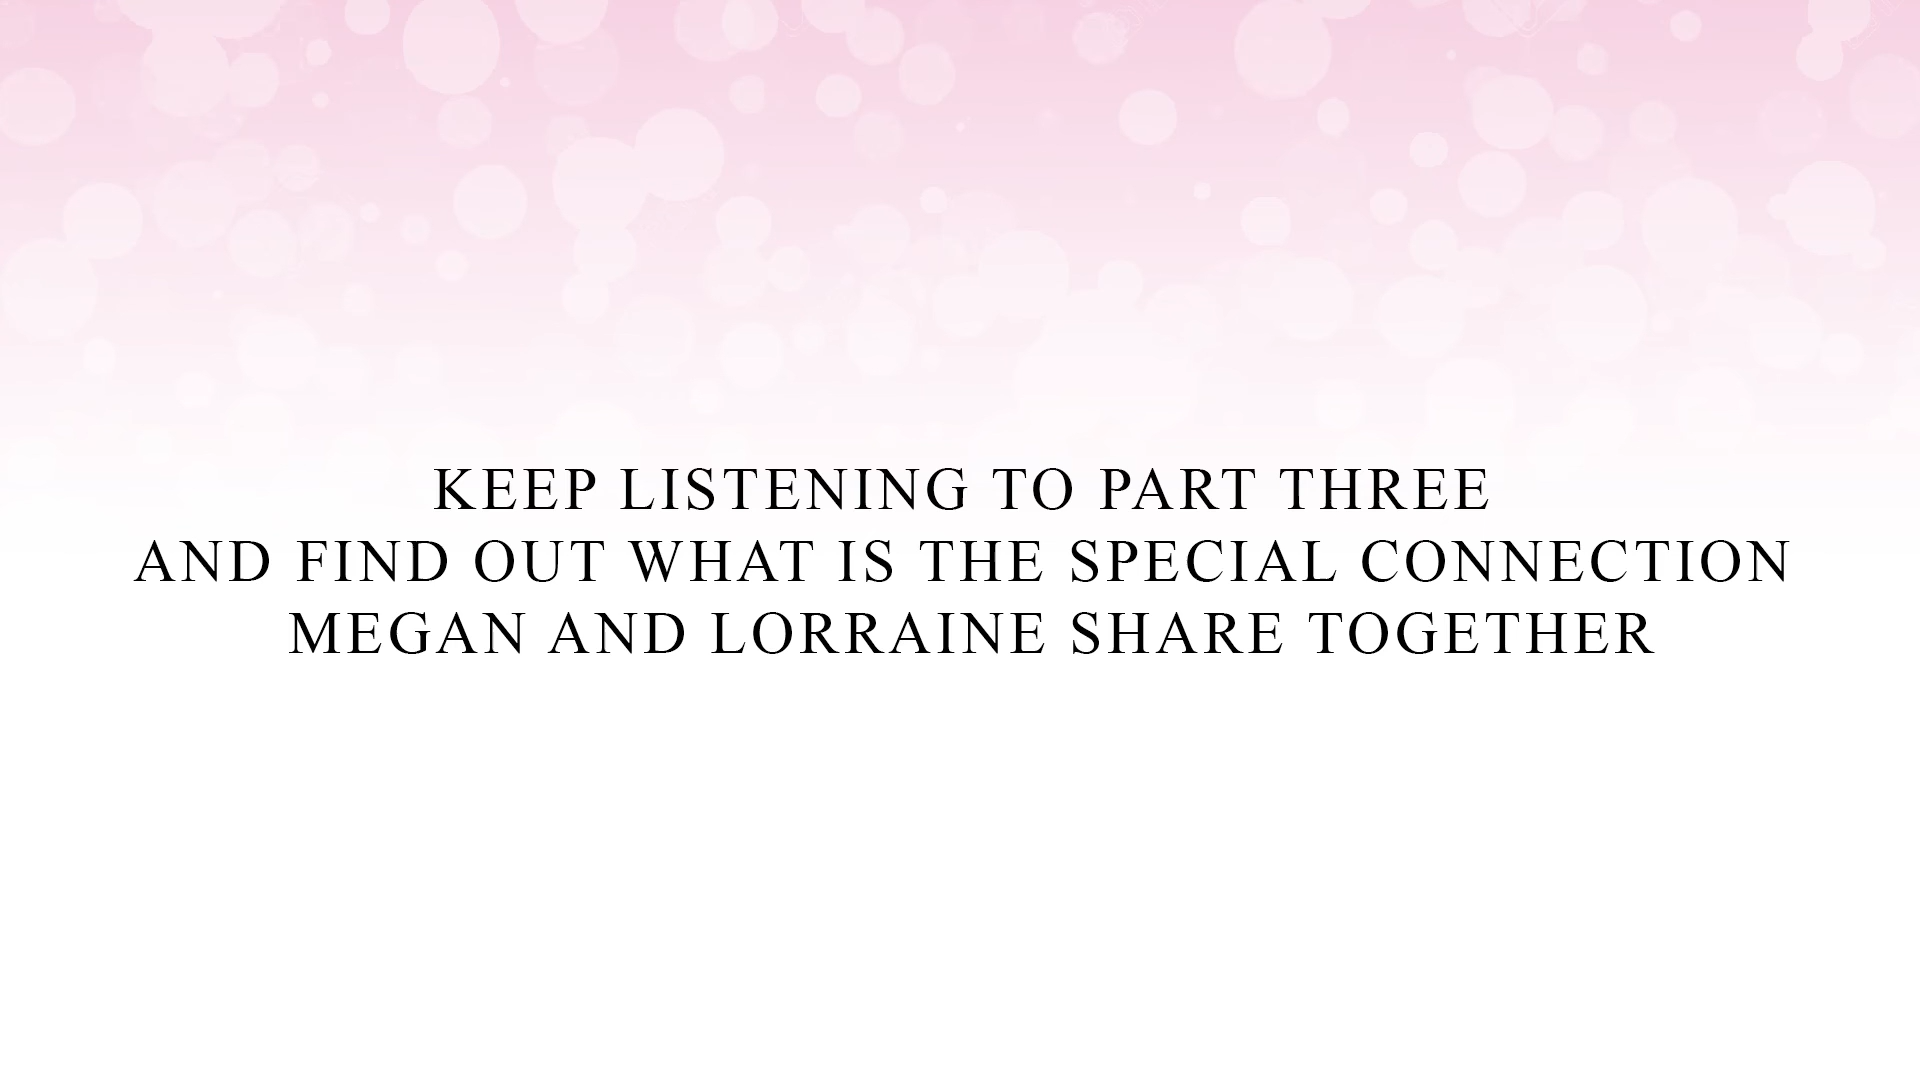 KEEP LISTENING TO PART THREE
AND FIND OUT WHAT IS THE SPECIAL CONNECTION
MEGAN AND LORRAINE SHARE TOGETHER